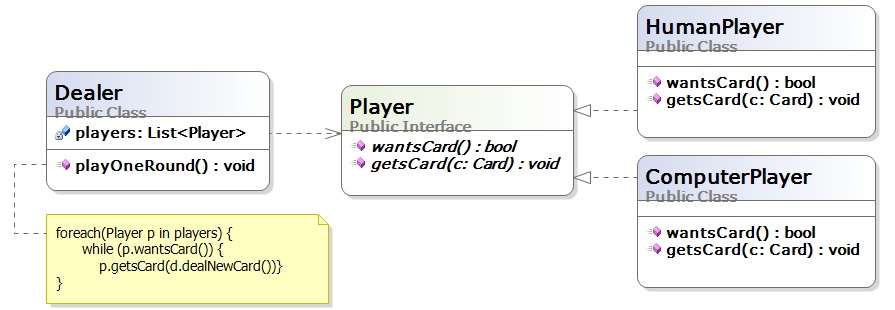 Dealer
Public Class
players: List<Player>
playOneRound() : void
foreach(Player p in players) {
while (p.wantsCard()) {
p.getsCard(d.dealNewCard())}
}
Player
Public Interface
wantsCard() : bool
getsCard(c: Card) : void
HumanPlayer
Public Class
wantsCard() : bool
getsCard(c: Card) : void
ComputerPlayer
Public Class
wantsCard() : bool
getsCard(c: Card) : void